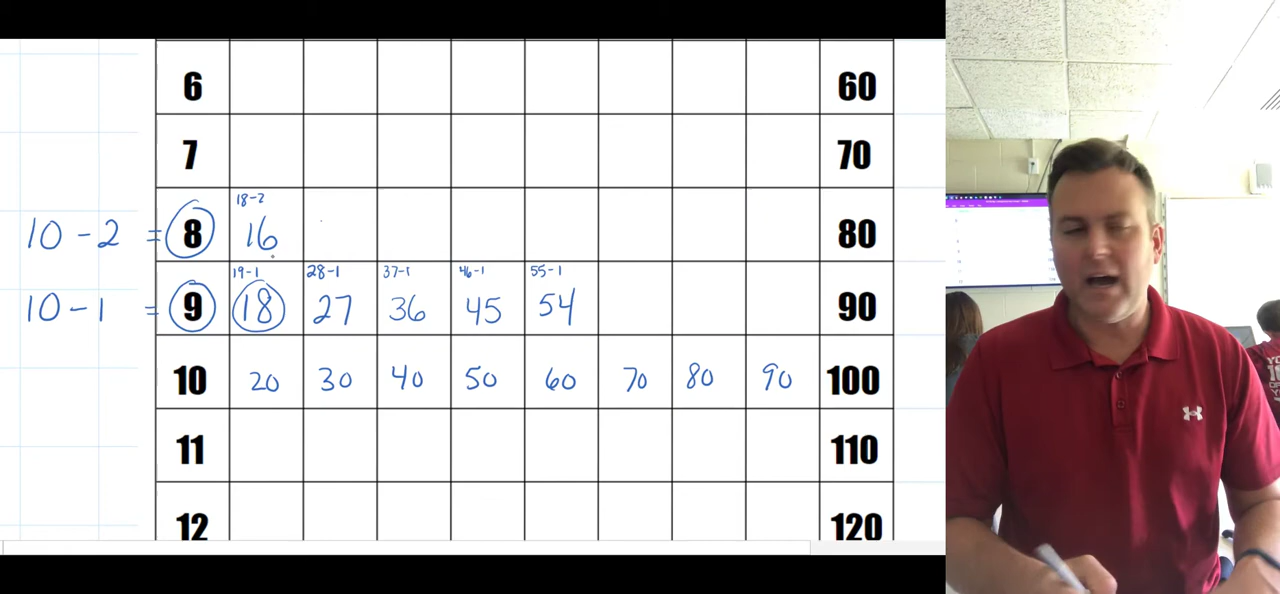 6 60
7 70
18-2
10-2 = 8 16 80
19-1 28-1 37-1 46-1 55-1
10-1 = 9 18 27 36 45 54 90
10 20 30 40 50 60 70 80 90 100
11 110
12 120